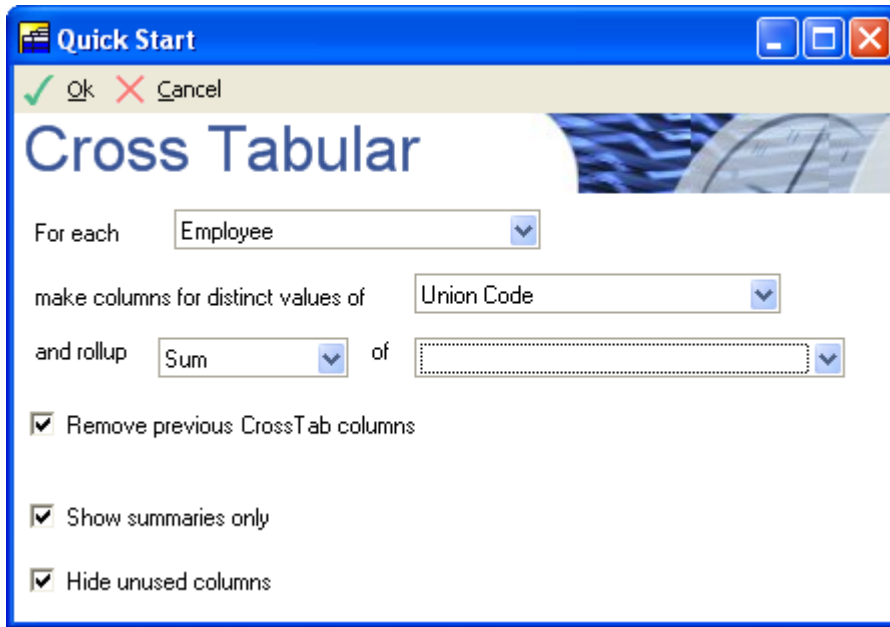 Quick Start
Ok Cancel
Cross Tabular
For each Employee
make columns for distinct values of Union Code
and rollup Sum of
Remove previous CrossTab columns
Show summaries only
Hide unused columns